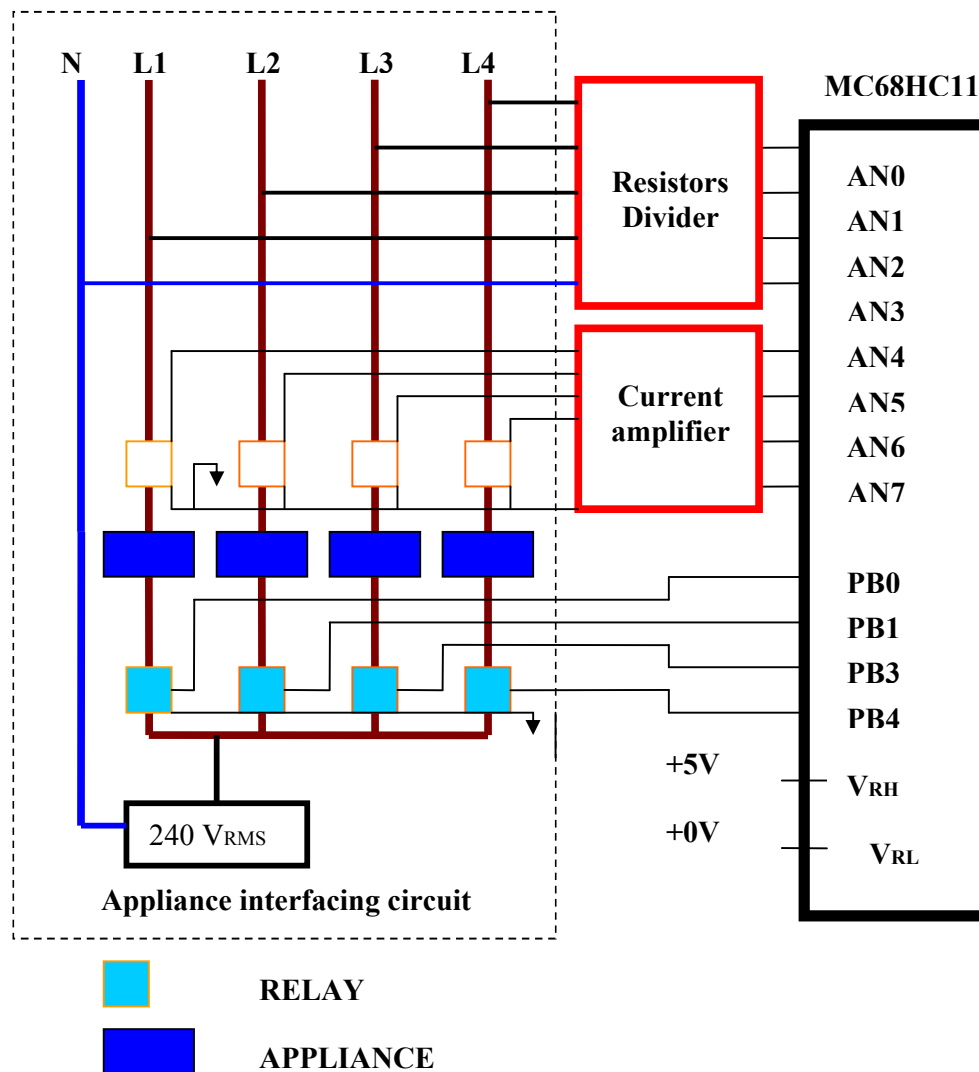 N L1 L2 L3 L4
MC68HC11
Resistors
Divider
AN0
AN1
AN2
AN3
Current
amplifier
AN4
AN5
AN6
AN7
PB0
PB1
PB3
PB4
+5V
VRH
+0V
VRL
240 VRMS
Appliance interfacing circuit
RELAY
APPLIANCE